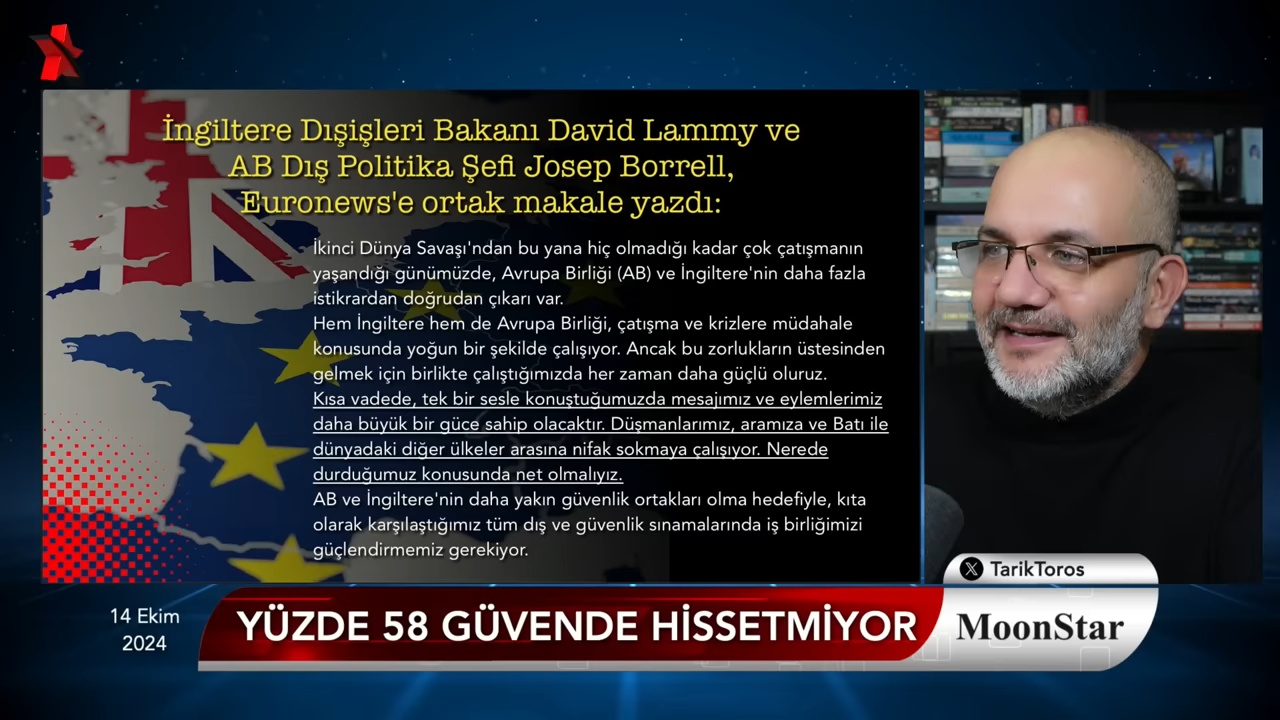 İngiltere Dışişleri Bakanı David Lammy ve
AB Dış Politika Şefi Josep Borrell,
Euronews'e ortak makale yazdı:
İkinci Dünya Savaşı'ndan bu yana hiç olmadığı kadar çok çatışmanın
yaşandığı günümüzde, Avrupa Birliği (AB) ve İngiltere'nin daha fazla
istikrardan doğrudan çıkarı var.
Hem İngiltere hem de Avrupa Birliği, çatışma ve krizlere müdahale
konusunda yoğun bir şekilde çalışıyor. Ancak bu zorlukların üstesinden
gelmek için birlikte çalıştığımızda her zaman daha güçlü oluruz.
Kısa vadede, tek bir sesle konuştuğumuzda mesajımız ve eylemlerimiz
daha büyük bir güce sahip olacaktır. Düşmanlarımız, aramıza ve Batı ile
dünyadaki diğer ülkeler arasına nifak sokmaya çalışıyor. Nerede
durduğumuz konusunda net olmalıyız.
AB ve İngiltere'nin daha yakın güvenlik ortakları olma hedefiyle, kıta
olarak karşılaştığımız tüm dış ve güvenlik sınamalarında iş birliğimizi
güçlendirmemiz gerekiyor.
TarikToros
14 Ekim
2024
YÜZDE 58 GÜVENDE HİSSETMİYOR
MoonStar